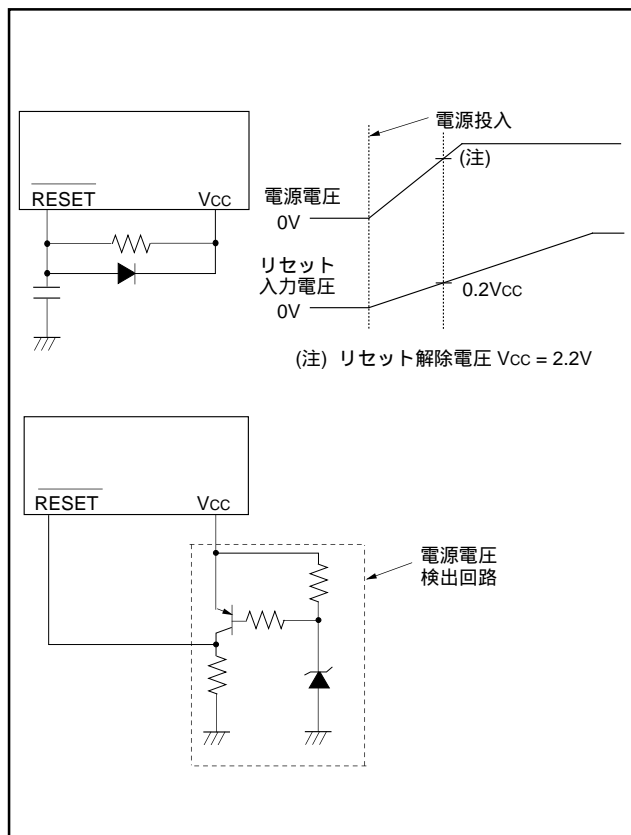 RESET
Vcc
電源投入
(注)
電源電圧
0V
リセット
入力電圧
0V
0.2Vcc
(注) リセット解除電圧 Vcc = 2.2V
RESET
Vcc
電源電圧
検出回路